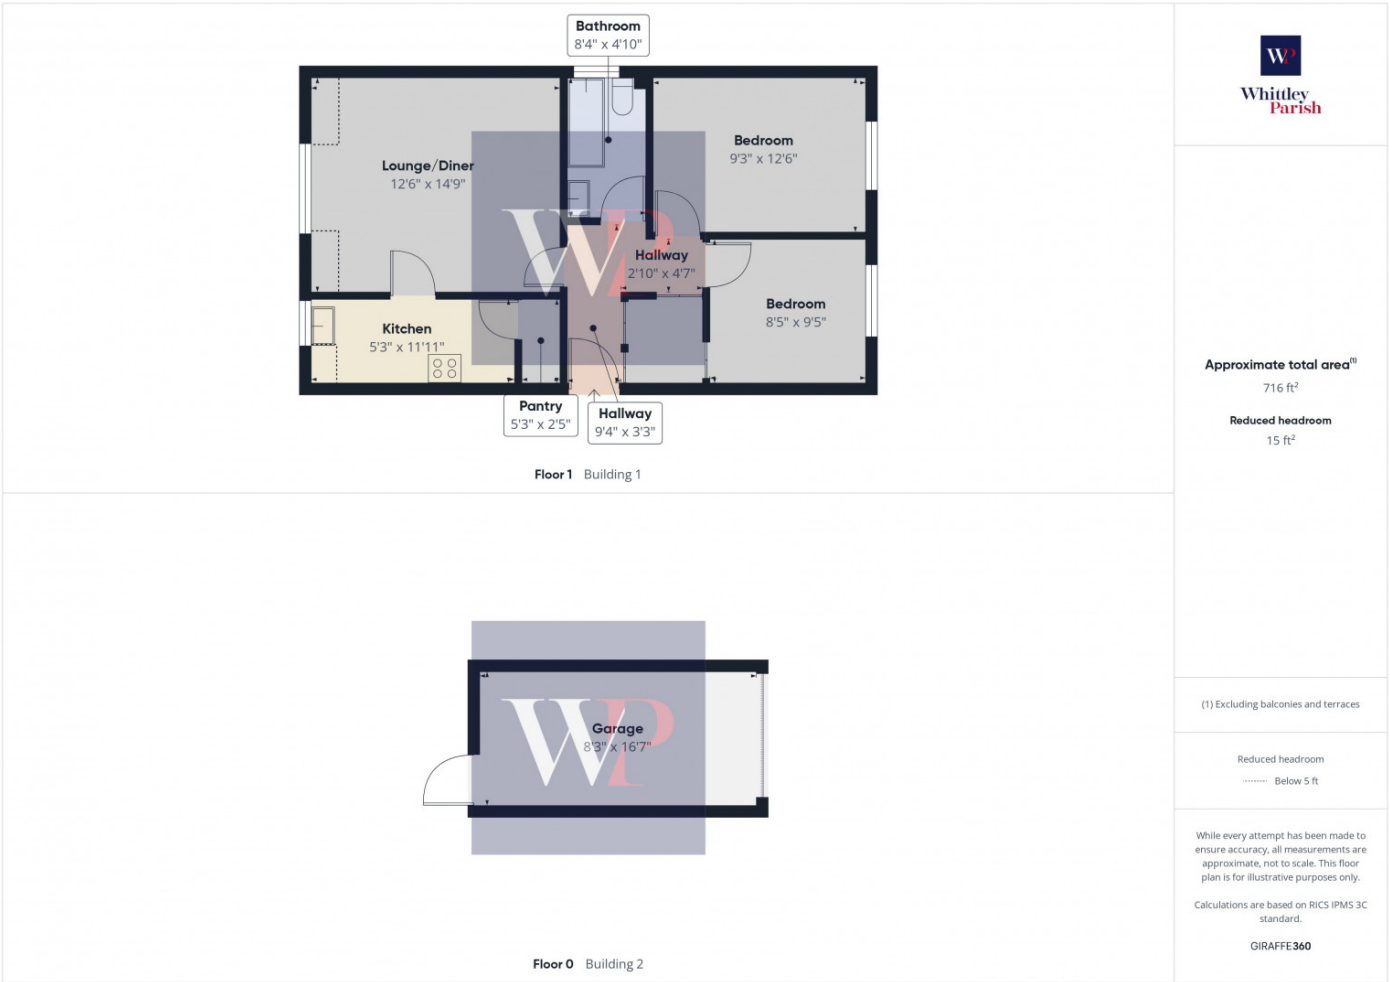 Bathroom
8'4" x 4'10"
Lounge/Diner
12'6" x 14'9"
Bedroom
9'3" x 12'6"
WP
Hallway
2'10" x 4'7"
Bedroom
8'5" x 9'5"
Kitchen
5'3" x 11'11"
Pantry
5'3" x 2'5"
Hallway
9'4" x 3'3"
Floor 1 Building 1
WP
Garage
8'3" x 16'7"
Floor 0 Building 2
WP
Whittley
Parish
Approximate total area(1)
716 ft²
Reduced headroom
15 ft²
(1) Excluding balconies and terraces
Reduced headroom
Below 5 ft
While every attempt has been made to
ensure accuracy, all measurements are
approximate, not to scale. This floor
plan is for illustrative purposes only.
Calculations are based on RICS IPMS 3C
standard.
GIRAFFE360